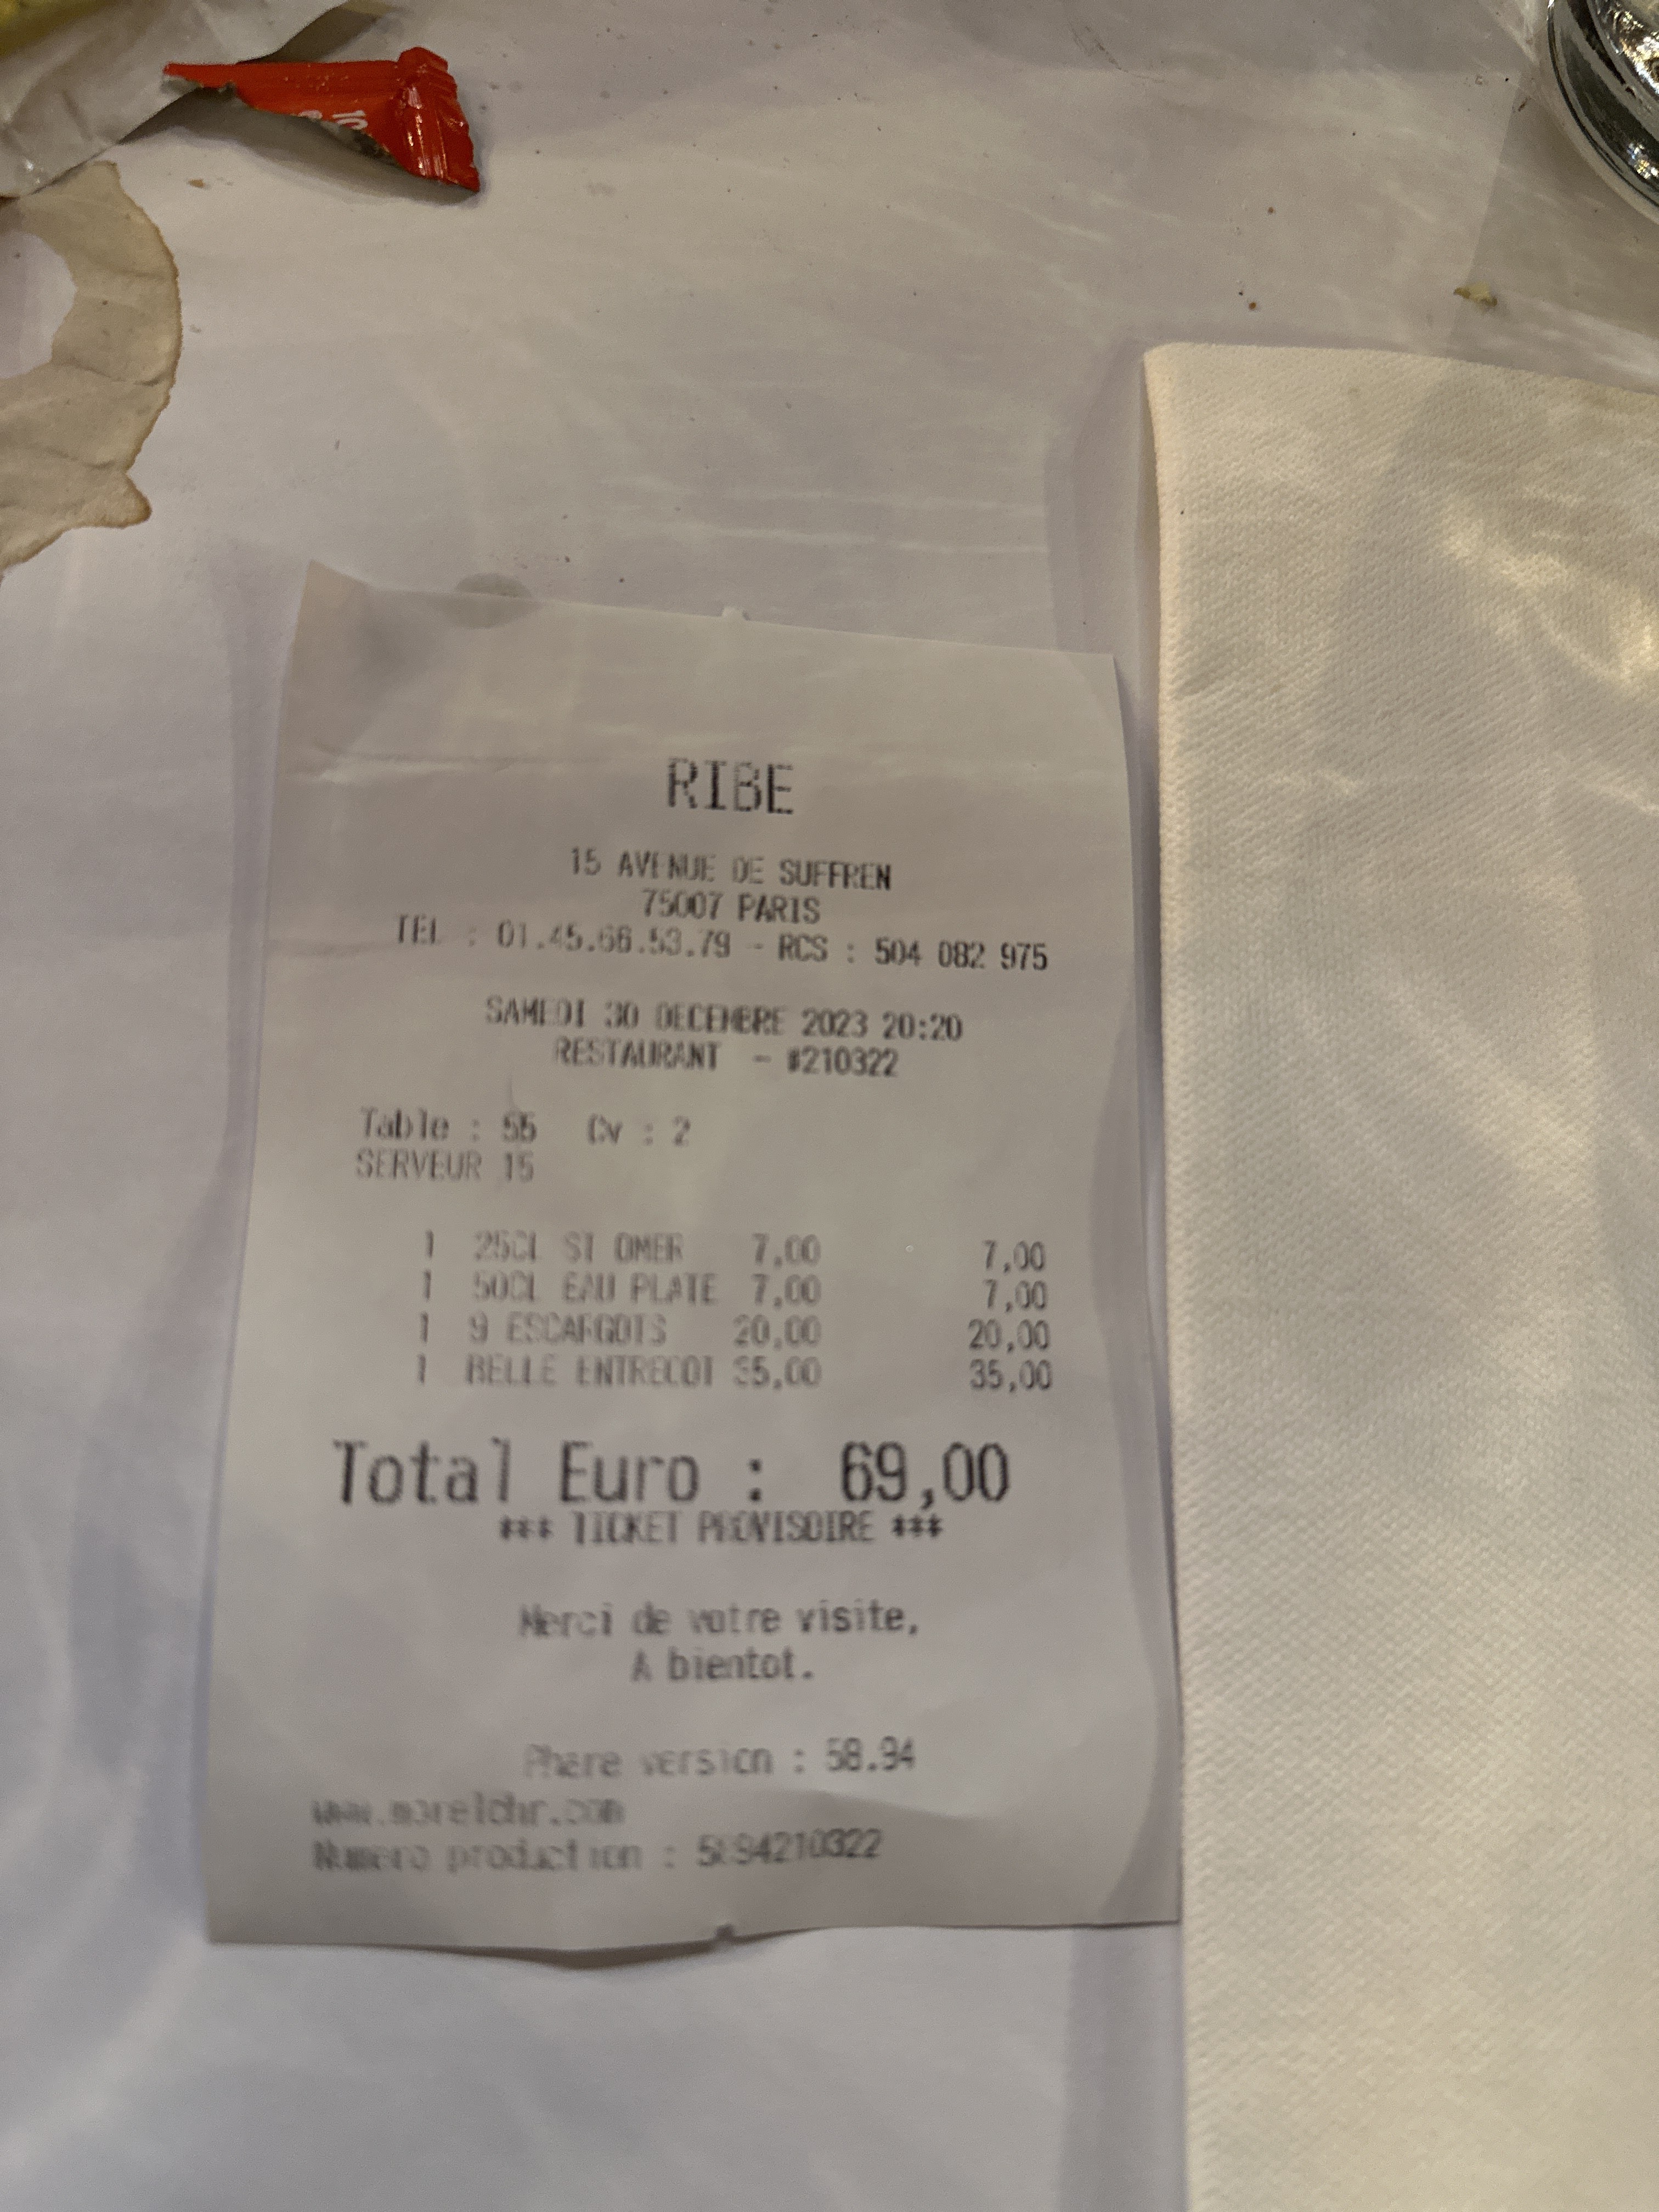 RIBE
15 AVENUE DE SUFFREN
75007 PARIS
TEL : 01.45.66.53.79 - RCS : 504 082 975
SAMEDI 30 DECEMBRE 2023 20:20
RESTAURANT - #210322
Table : 55 Cv : 2
SERVEUR 15
1 25CL ST OMER 7,00 7,00
1 50CL EAU PLATE 7,00 7,00
1 9 ESCARGOTS 20,00 20,00
1 BELLE ENTRECOT 35,00 35,00
Total Euro : 69,00
*** TICKET PROVISOIRE ***
Merci de votre visite,
A bientot.
Phare version : 58.94
Numero production : 5894210322